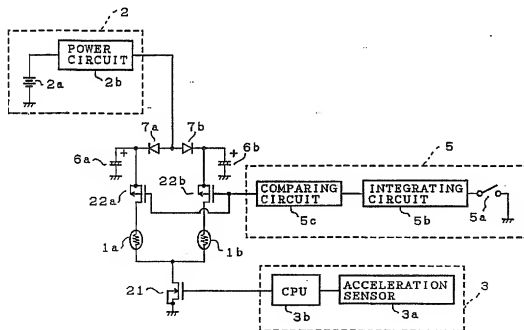 2
POWER
CIRCUIT
2b
2a
7a
7b
6a
+
+
6b
5
22a
22b
COMPARING
CIRCUIT
5c
INTEGRATING
CIRCUIT
5b
5a
1a
1b
21
CPU
3b
ACCELERATION
SENSOR
3a
3